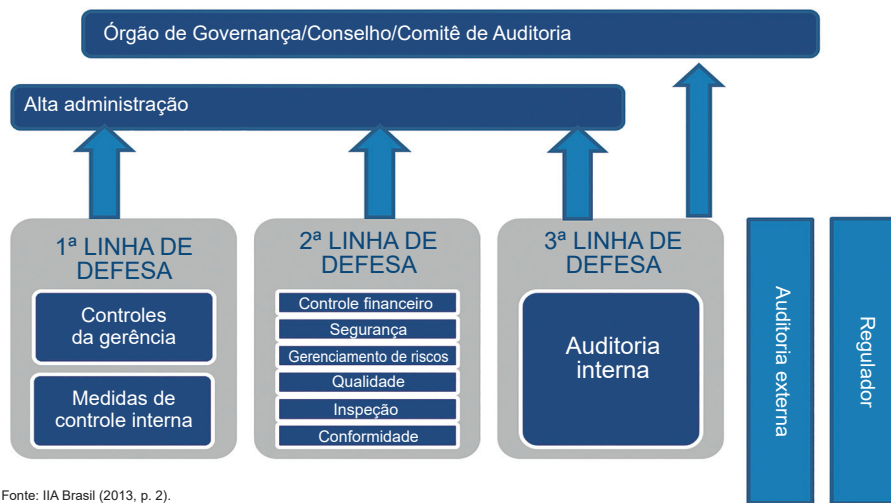 Órgão de Governança/Conselho/Comitê de Auditoria
Alta administração
1ª LINHA DE
DEFESA
Controles
da gerência
Medidas de
controle interna
2ª LINHA DE
DEFESA
Controle financeiro
Segurança
Gerenciamento de riscos
Qualidade
Inspeção
Conformidade
3ª LINHA DE
DEFESA
Auditoria
interna
Auditoria externa
Regulador
Fonte: IIA Brasil (2013, p. 2).